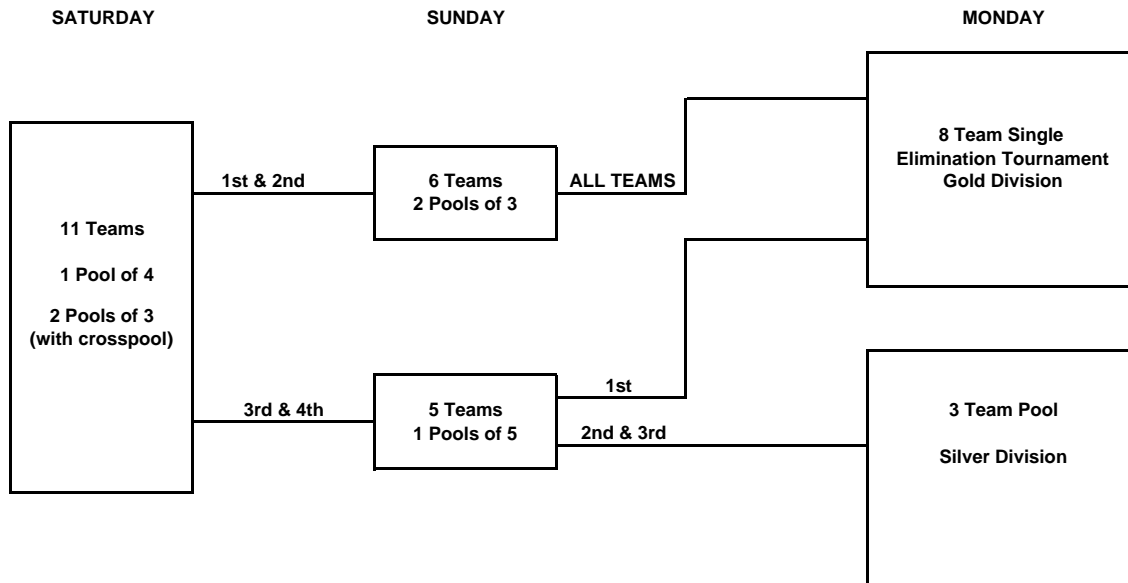 SATURDAY
SUNDAY
MONDAY
11 Teams
1 Pool of 4
2 Pools of 3
(with crosspool)
1st & 2nd
3rd & 4th
6 Teams
2 Pools of 3
5 Teams
1 Pools of 5
ALL TEAMS
1st
2nd & 3rd
8 Team Single
Elimination Tournament
Gold Division
3 Team Pool
Silver Division